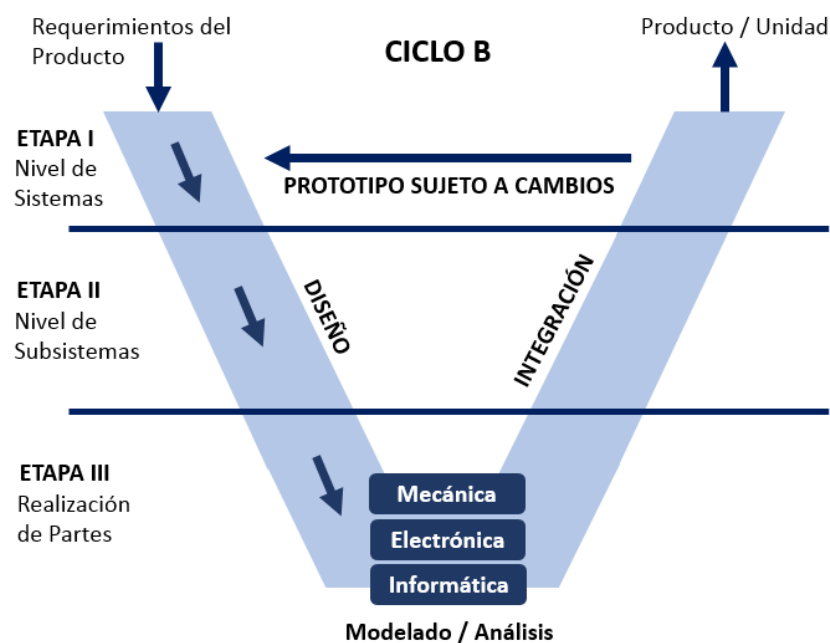 Requerimientos del
Producto
CICLO B
Producto / Unidad
ETAPA I
Nivel de
Sistemas
PROTOTIPO SUJETO A CAMBIOS
ETAPA II
Nivel de
Subsistemas
DISEÑO
INTEGRACIÓN
ETAPA III
Realización
de Partes
Mecánica
Electrónica
Informática
Modelado / Análisis